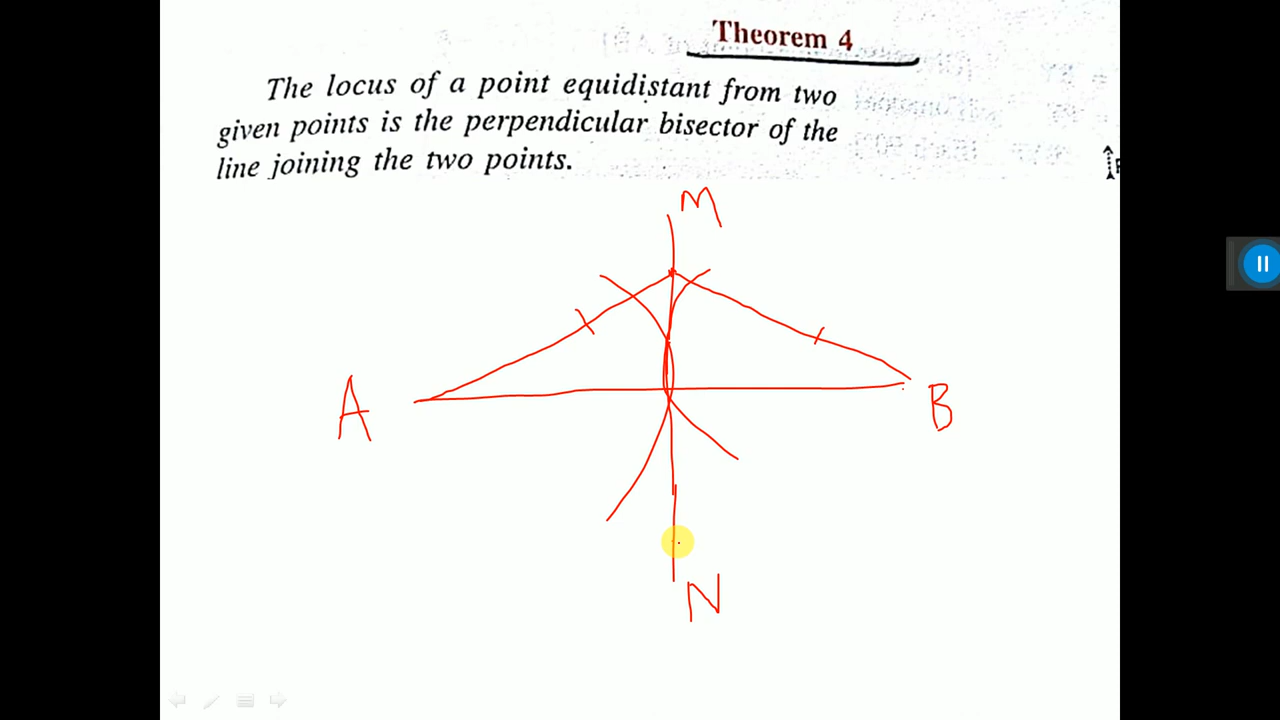 Theorem 4
The locus of a point equidistant from two
given points is the perpendicular bisector of the
line joining the two points.
M
A
B
N